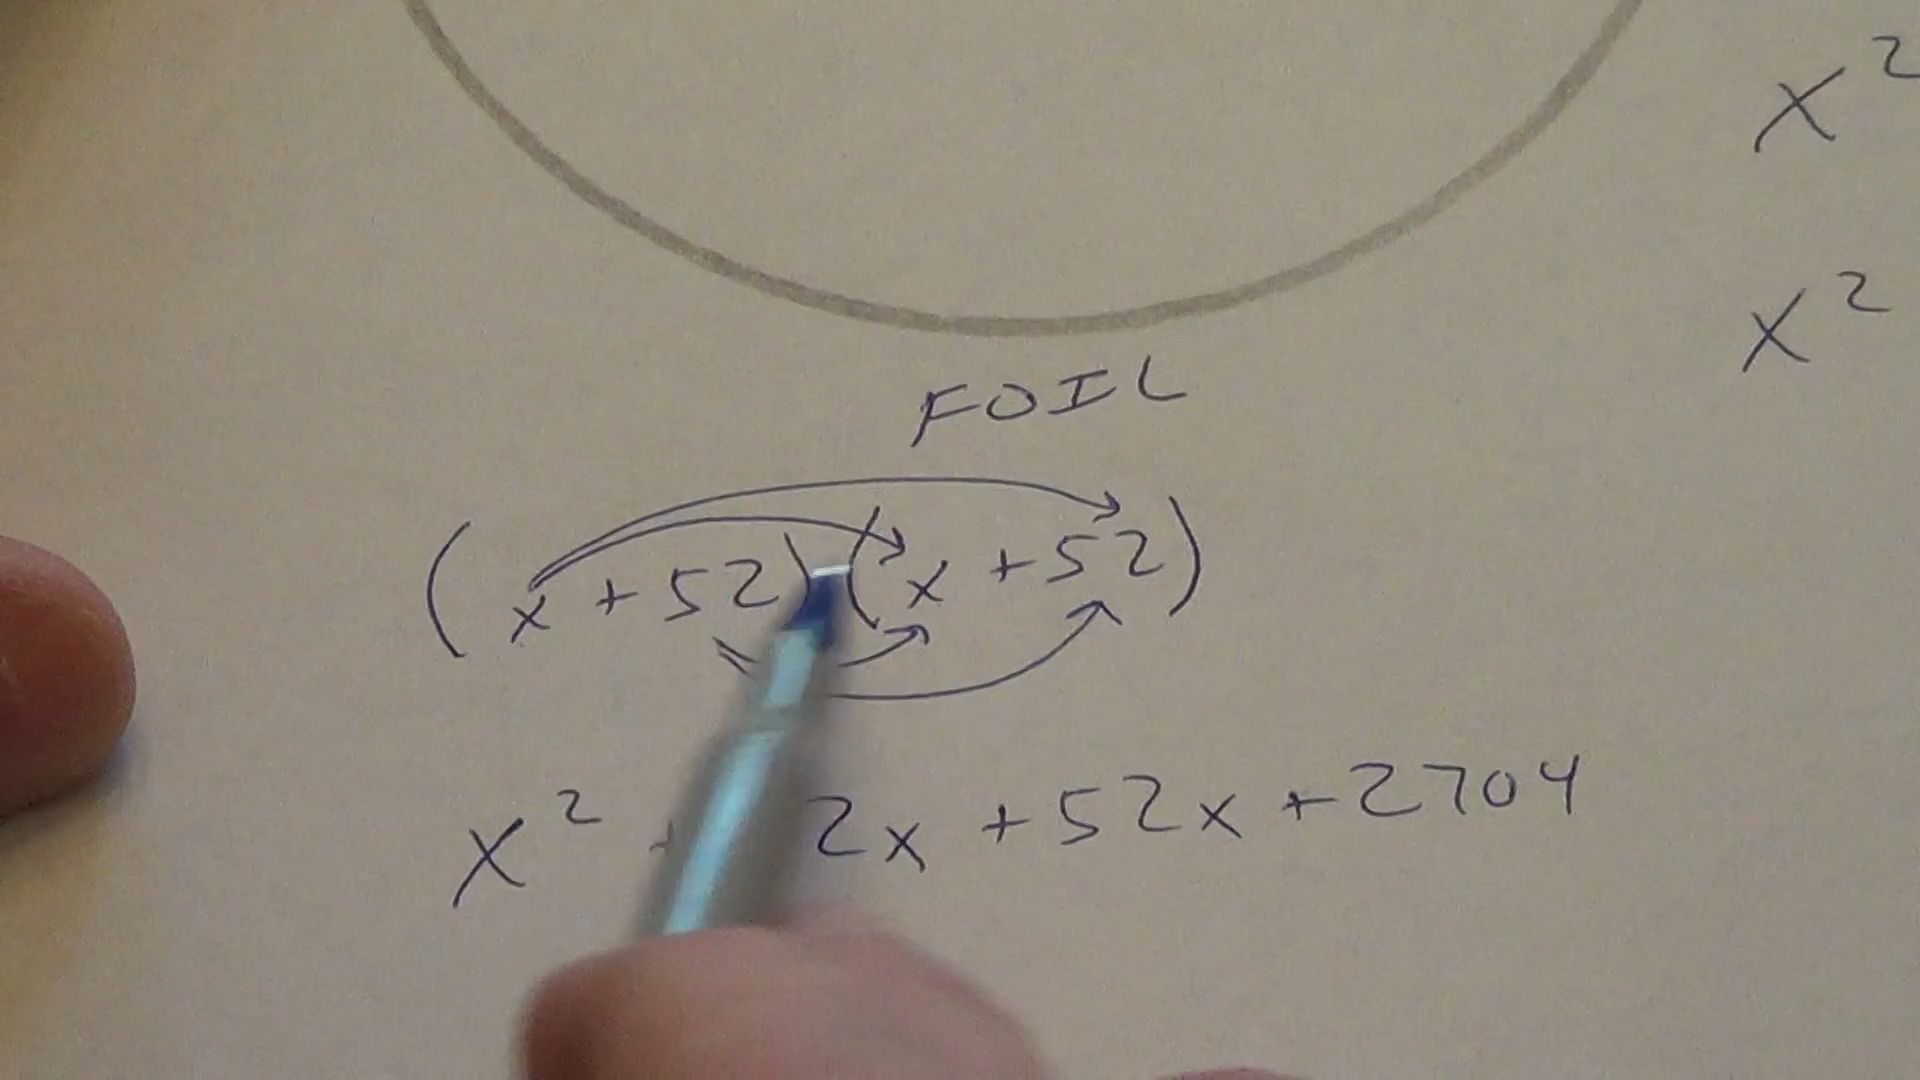 x²
x²
FOIL
(x + 52)(x + 52)
x² + 2x + 52x + 2704